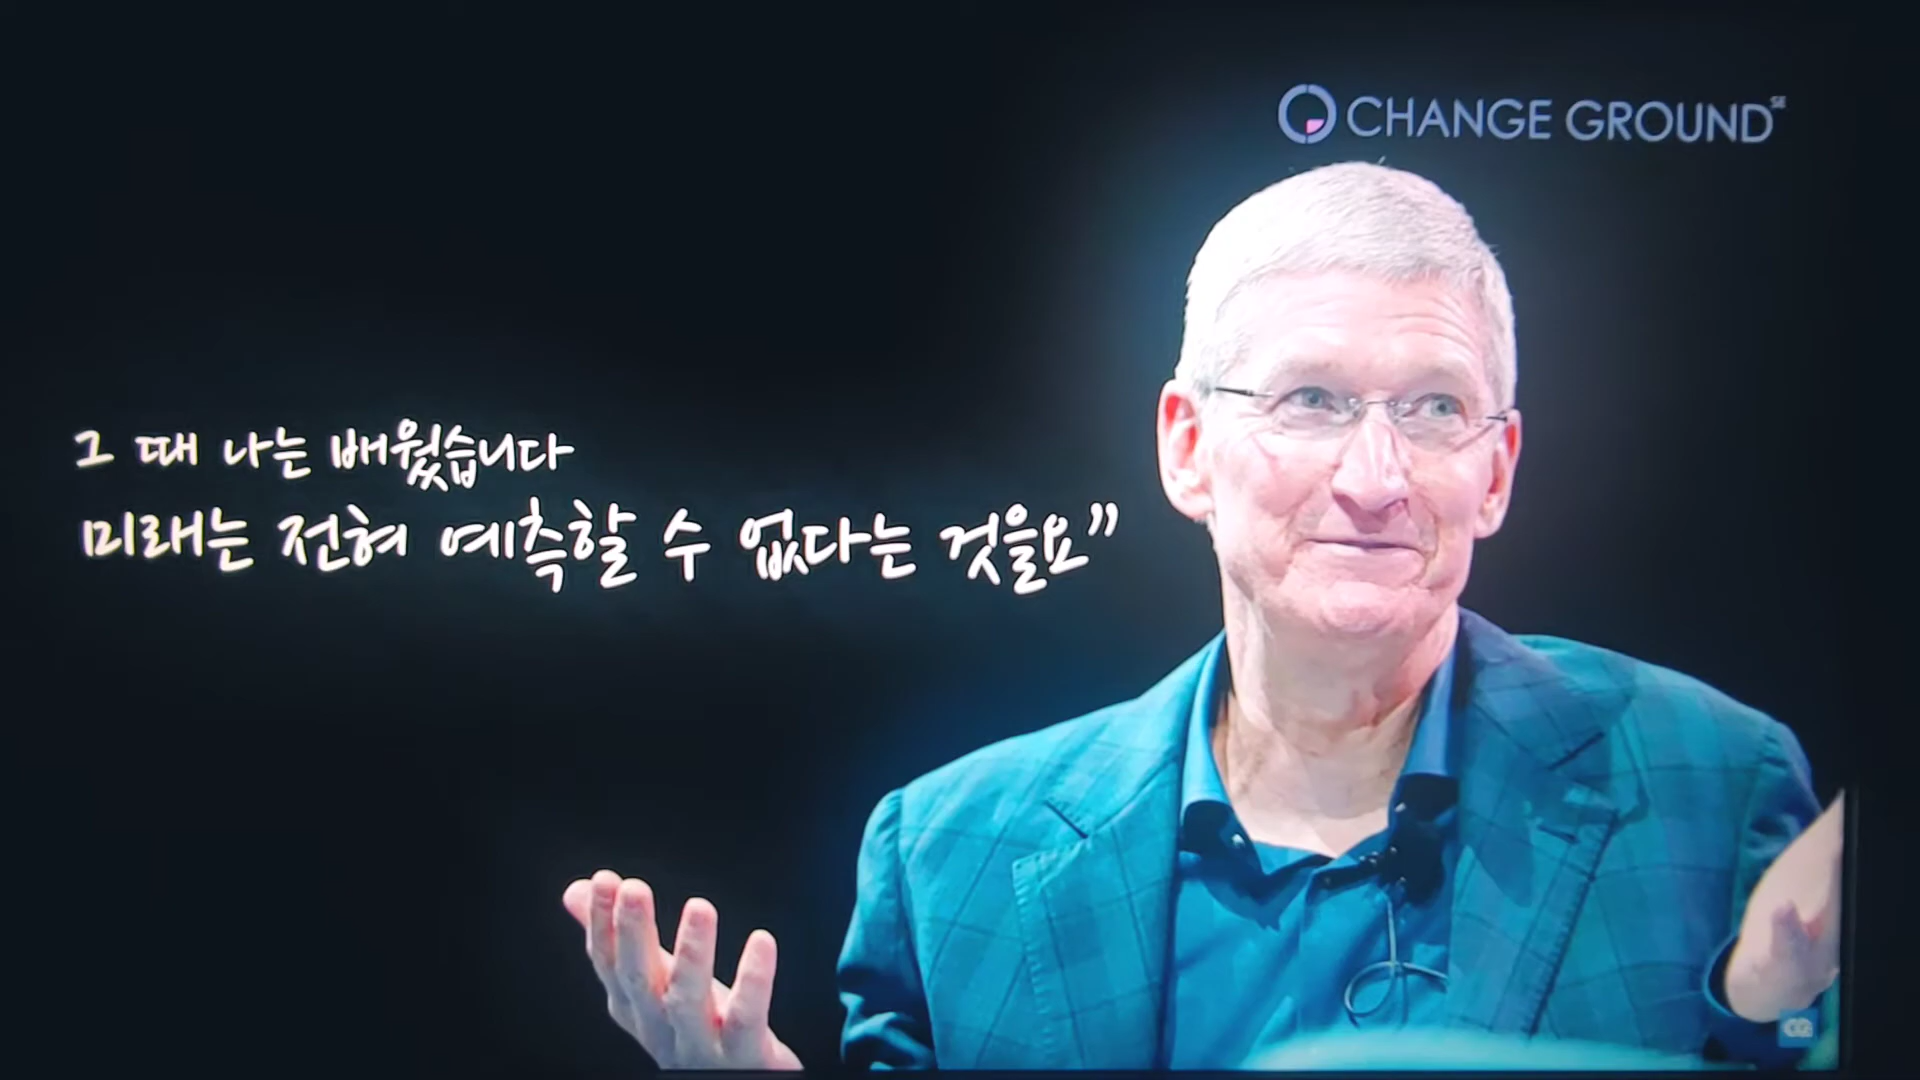 CHANGE GROUND SE
그 때 나는 배웠습니다
미래는 전혀 예측할 수 없다는 것을요”